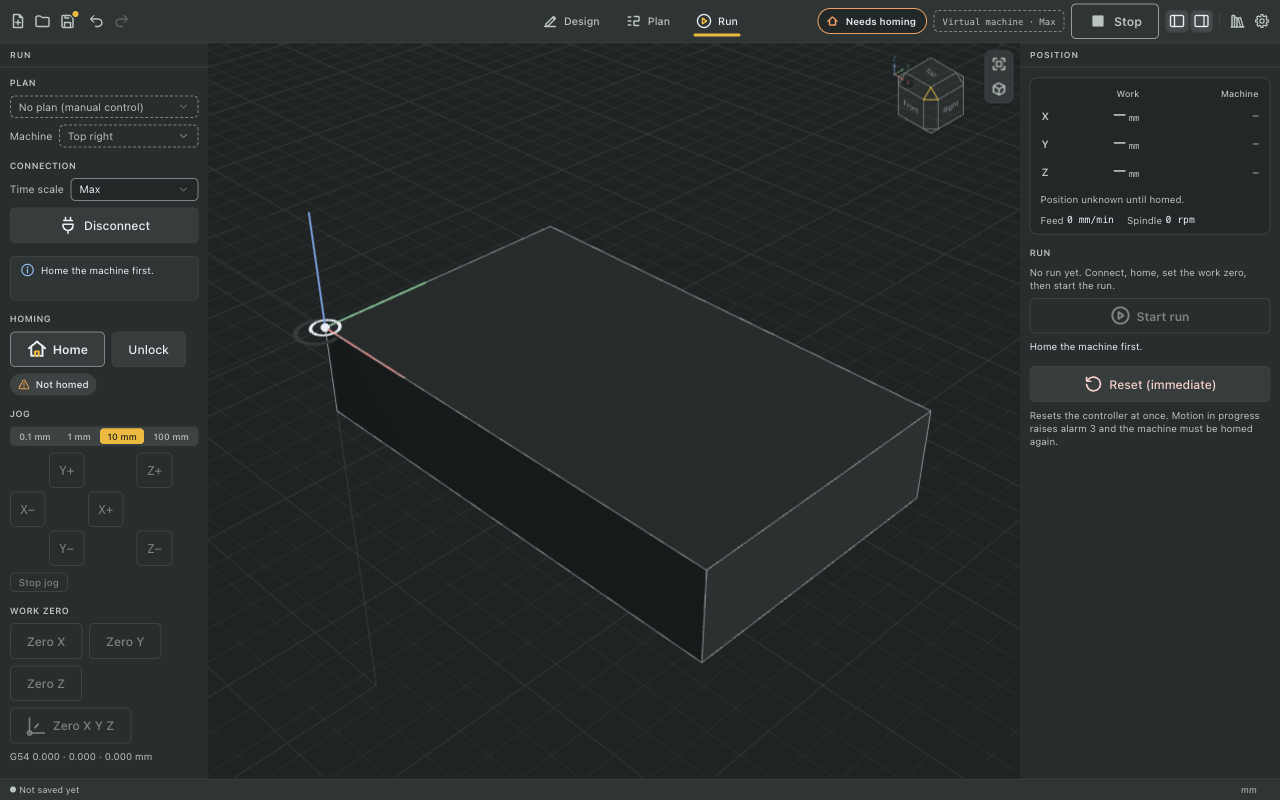 Design
Plan
Run
Needs homing
Virtual machine · Max
Stop
RUN
PLAN
No plan (manual control)
Machine
Top right
CONNECTION
Time scale
Max
Disconnect
Home the machine first.
HOMING
Home
Unlock
Not homed
JOG
0.1 mm
1 mm
10 mm
100 mm
Y+
Z+
X−
X+
Y−
Z−
Stop jog
WORK ZERO
Zero X
Zero Y
Zero Z
Zero X Y Z
G54 0.000 · 0.000 · 0.000 mm
Top
Front
Right
POSITION
Work
Machine
X
— mm
–
Y
— mm
–
Z
— mm
–
Position unknown until homed.
Feed 0 mm/min
Spindle 0 rpm
RUN
No run yet. Connect, home, set the work zero,
then start the run.
Start run
Home the machine first.
Reset (immediate)
Resets the controller at once. Motion in progress
raises alarm 3 and the machine must be homed
again.
Not saved yet
mm